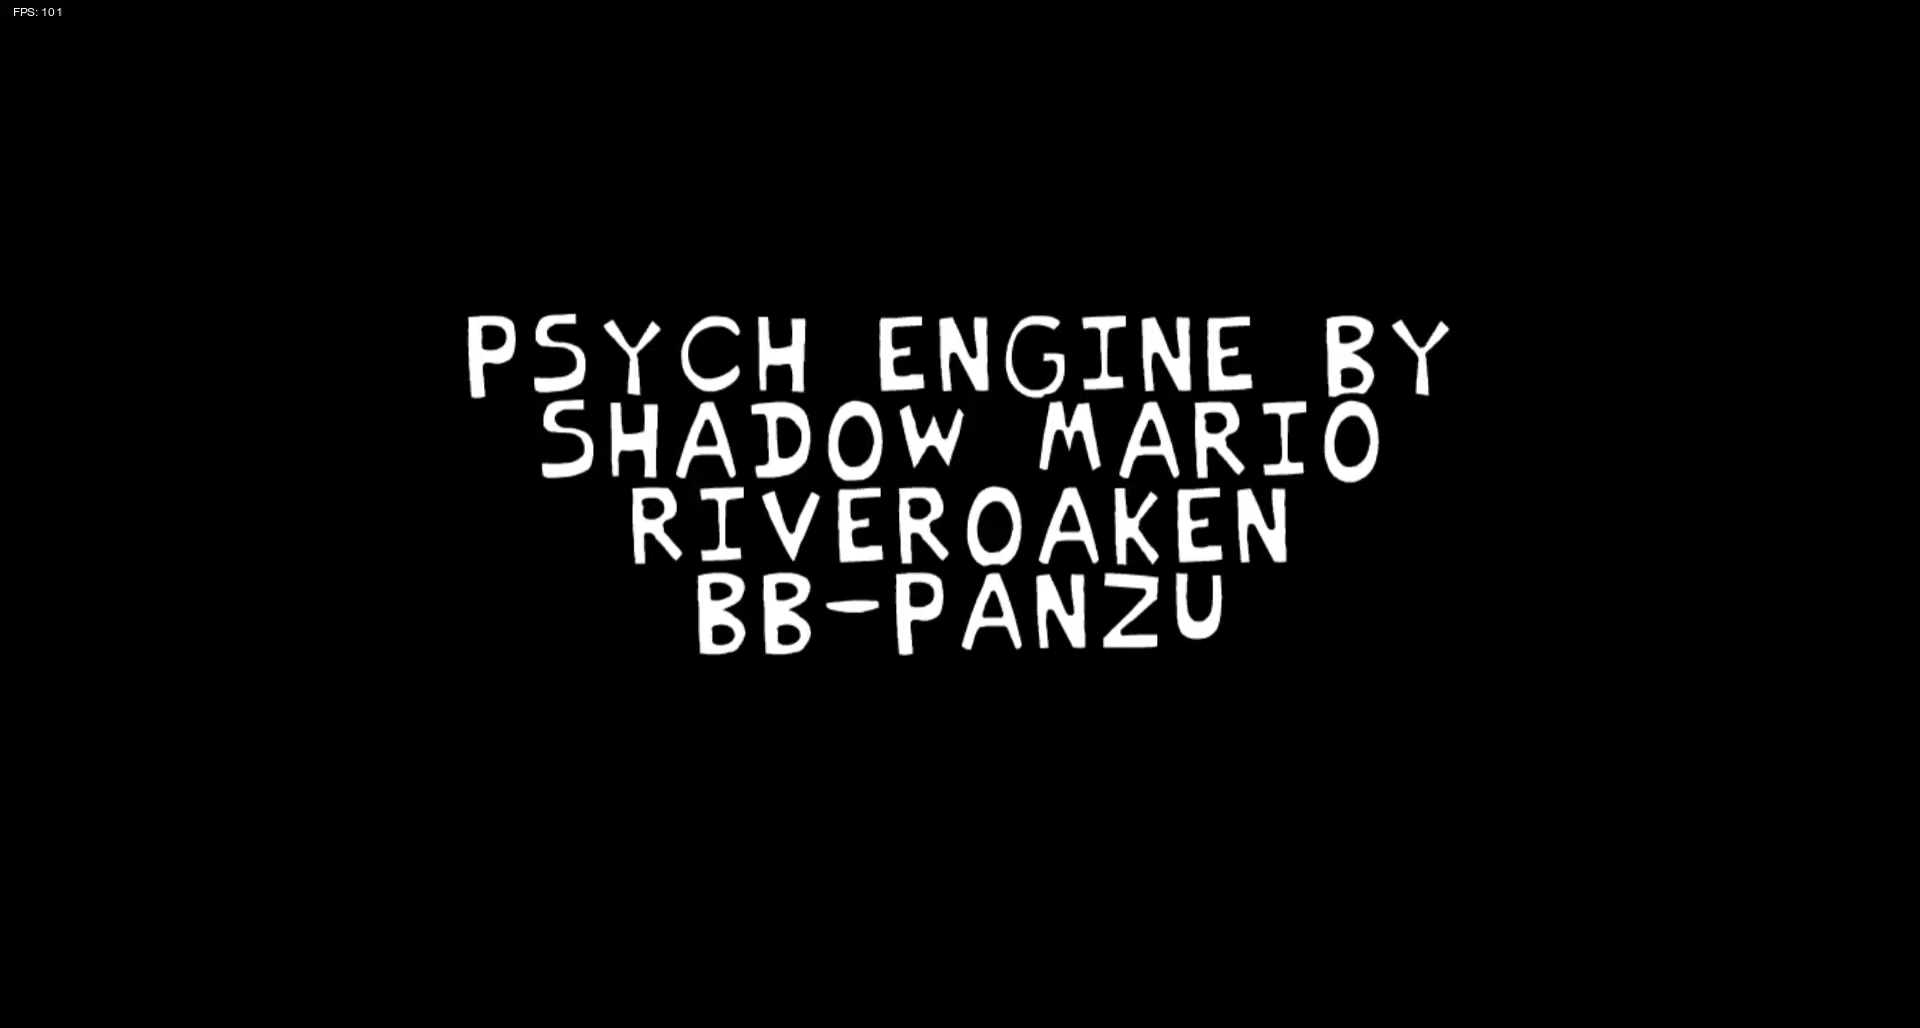 FPS: 101
PSYCH ENGINE BY
SHADOW MARIO
RIVEROAKEN
BB-PANZU